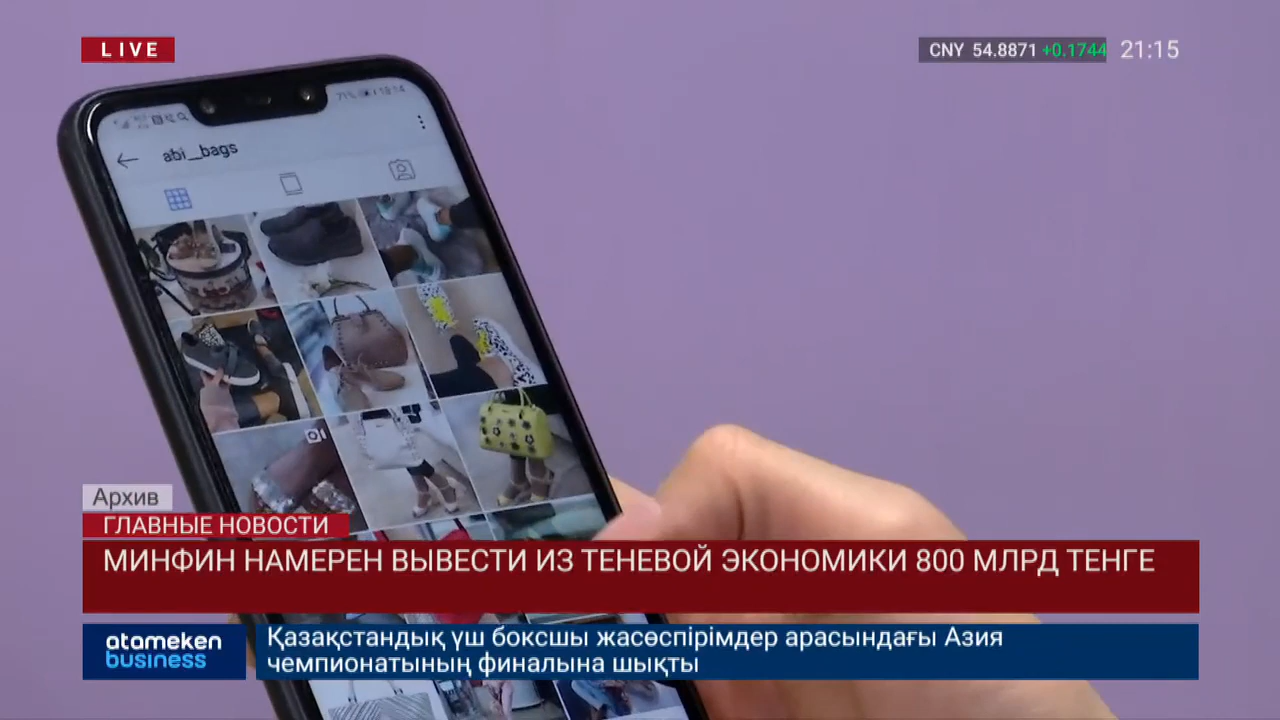 LIVE
CNY 54.8871 +0.1744
21:15
abi_bags
Архив
ГЛАВНЫЕ НОВОСТИ
МИНФИН НАМЕРЕН ВЫВЕСТИ ИЗ ТЕНЕВОЙ ЭКОНОМИКИ 800 МЛРД ТЕНГЕ
atameken
business
Қазақстандық үш боксшы жасөспірімдер арасындағы Азия
чемпионатының финалына шықты